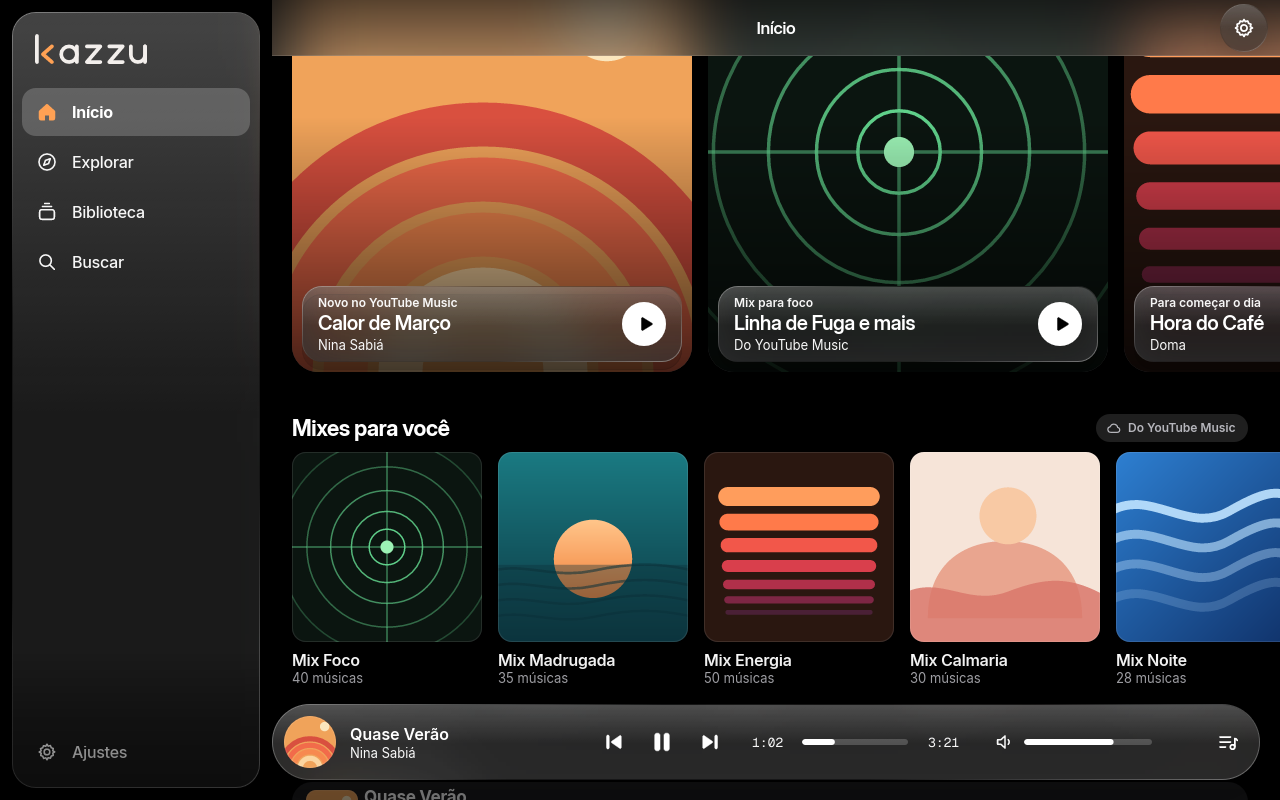 kazzu
Início
Explorar
Biblioteca
Buscar
Ajustes
Início
Novo no YouTube Music
Calor de Março
Nina Sabiá
Mix para foco
Linha de Fuga e mais
Do YouTube Music
Para começar o dia
Hora do Café
Doma
Mixes para você
Do YouTube Music
Mix Foco
40 músicas
Mix Madrugada
35 músicas
Mix Energia
50 músicas
Mix Calmaria
30 músicas
Mix Noite
28 músicas
Quase Verão
Nina Sabiá
1:02
3:21
Quase Verão